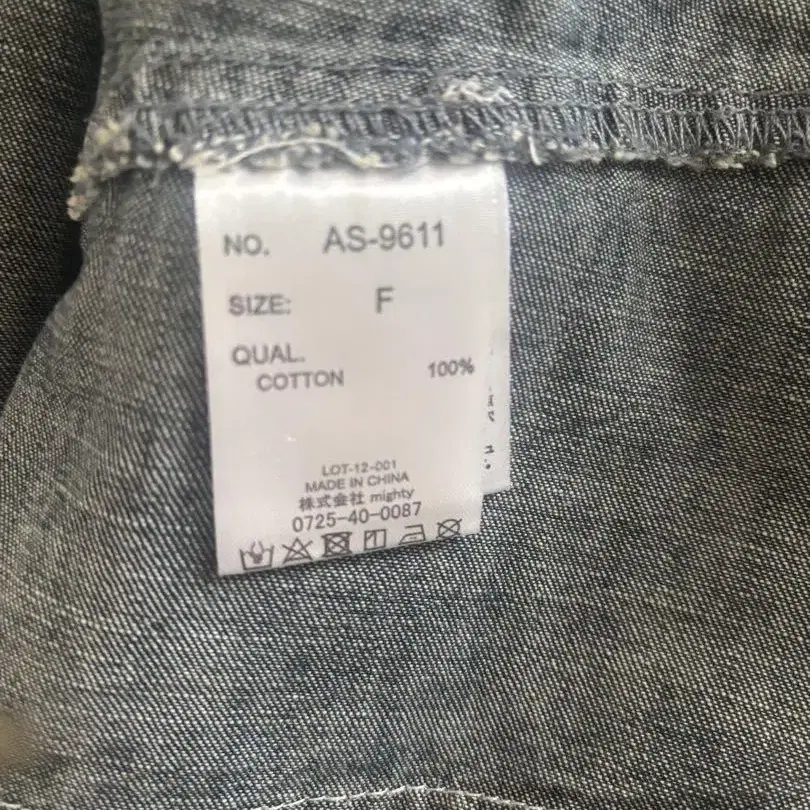 NO. AS-9611
SIZE: F
QUAL.
COTTON 100%
LOT-12-001
MADE IN CHINA
株式会社 mighty
0725-40-0087